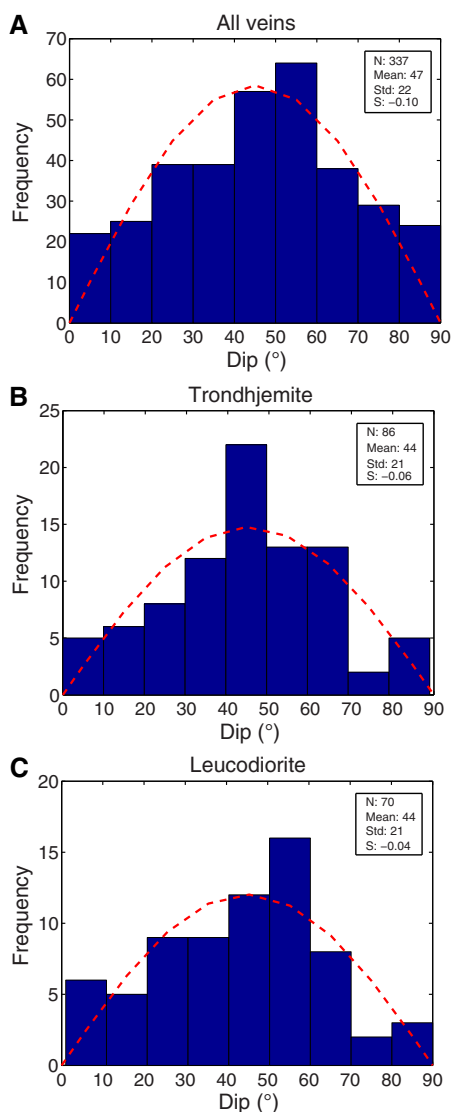 A
All veins
N: 337
Mean: 47
Std: 22
S: −0.10
70
60
50
40
30
20
10
0
Frequency
0 10 20 30 40 50 60 70 80 90
Dip (°)
B
Trondhjemite
N: 86
Mean: 44
Std: 21
S: −0.06
25
20
15
10
5
0
Frequency
0 10 20 30 40 50 60 70 80 90
Dip (°)
C
Leucodiorite
N: 70
Mean: 44
Std: 21
S: −0.04
20
15
10
5
0
Frequency
0 10 20 30 40 50 60 70 80 90
Dip (°)